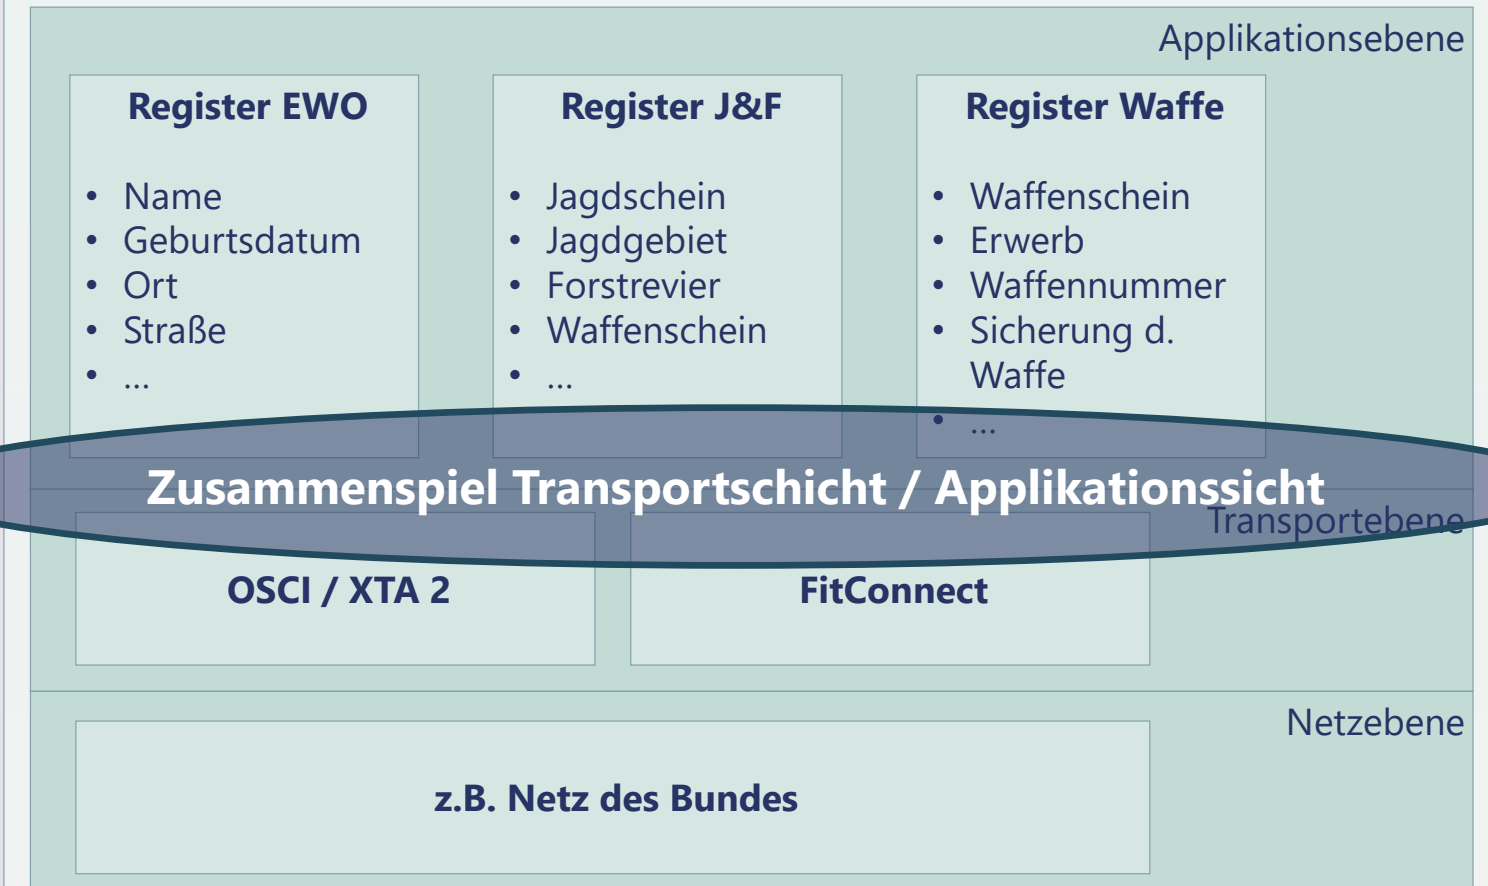 Applikationsebene
Register EWO
• Name
• Geburtsdatum
• Ort
• Straße
• ...
Register J&F
• Jagdschein
• Jagdgebiet
• Forstrevier
• Waffenschein
• ...
Register Waffe
• Waffenschein
• Erwerb
• Waffennummer
• Sicherung d.
Waffe
• ...
Zusammenspiel Transportschicht / Applikationssicht
Transportebene
OSCI / XTA 2
FitConnect
Netzebene
z.B. Netz des Bundes